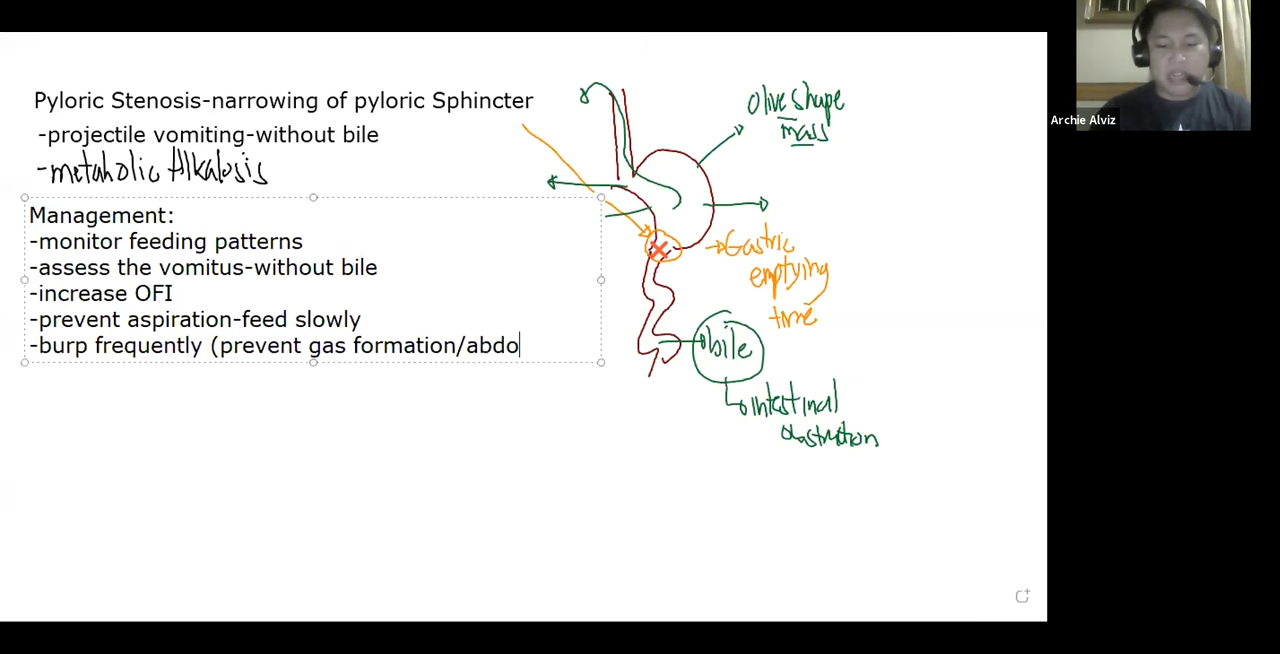 Pyloric Stenosis-narrowing of pyloric Sphincter
-projectile vomiting-without bile
-metabolic Alkalosis
Management:
-monitor feeding patterns
-assess the vomitus-without bile
-increase OFI
-prevent aspiration-feed slowly
-burp frequently (prevent gas formation/abdo
Olive shape
mass
Gastric
emptying
time
bile
intestinal
obstruction
Archie Alviz